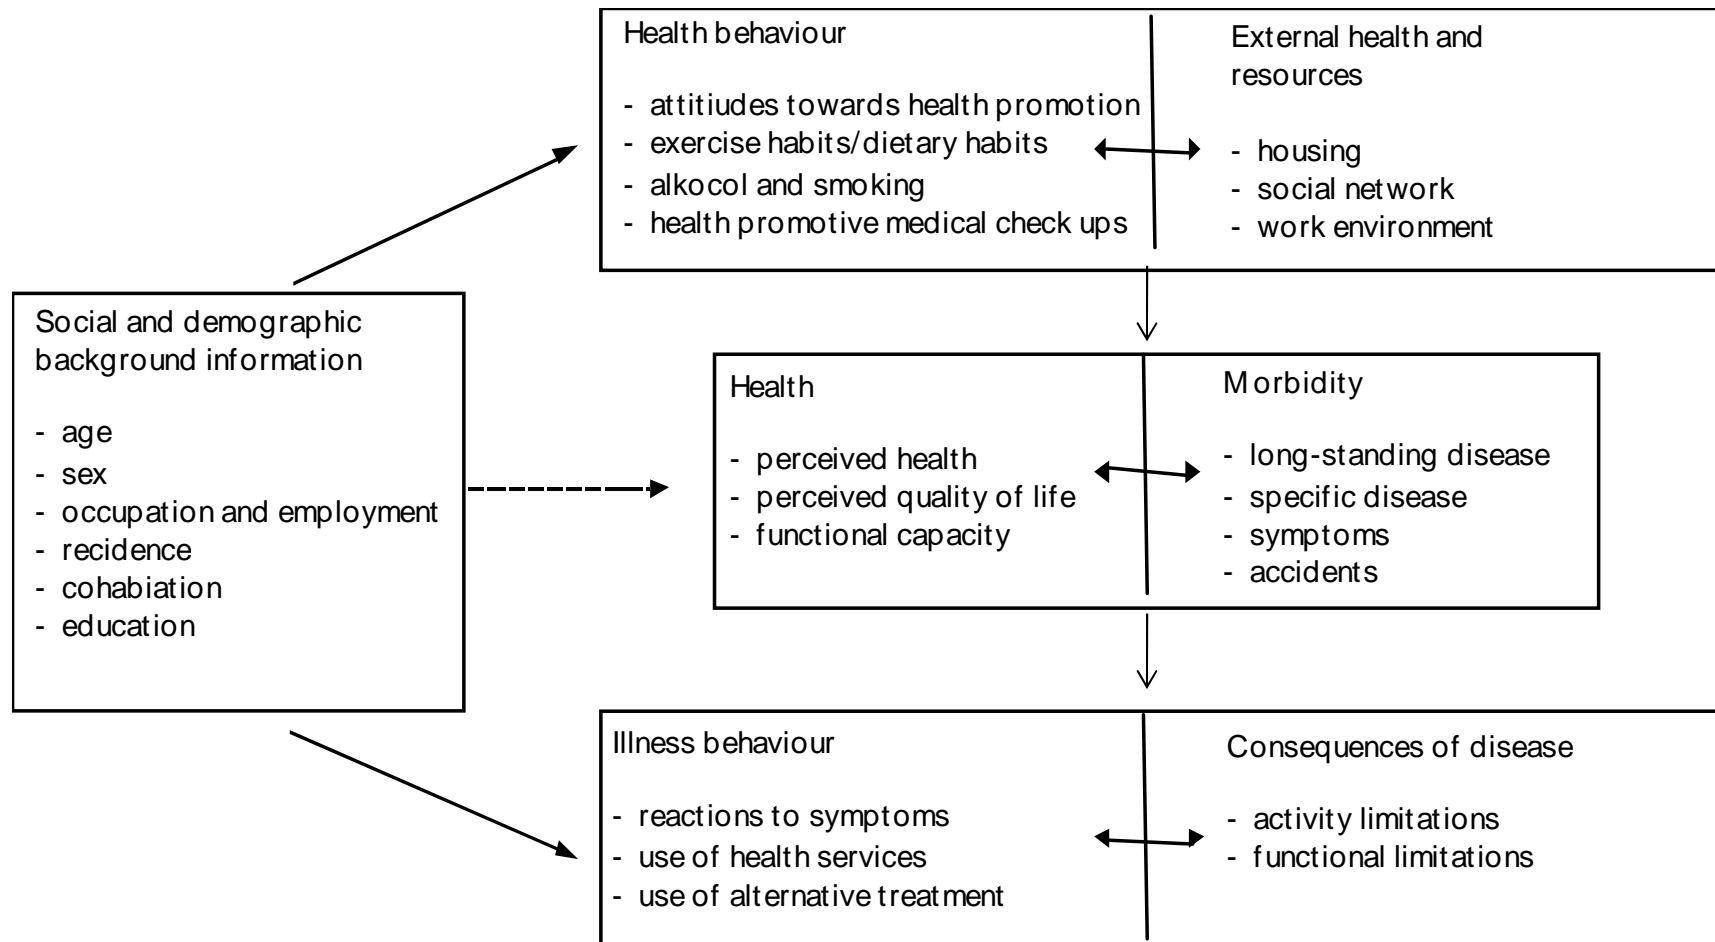 Health behaviour
- attitiudes towards health promotion
- exercise habits/dietary habits
- alkocol and smoking
- health promotive medical check ups
External health and
resources
- housing
- social network
- work environment
Social and demographic
background information
- age
- sex
- occupation and employment
- recidence
- cohabiation
- education
Health
- perceived health
- perceived quality of life
- functional capacity
Morbidity
- long-standing disease
- specific disease
- symptoms
- accidents
Illness behaviour
- reactions to symptoms
- use of health services
- use of alternative treatment
Consequences of disease
- activity limitations
- functional limitations